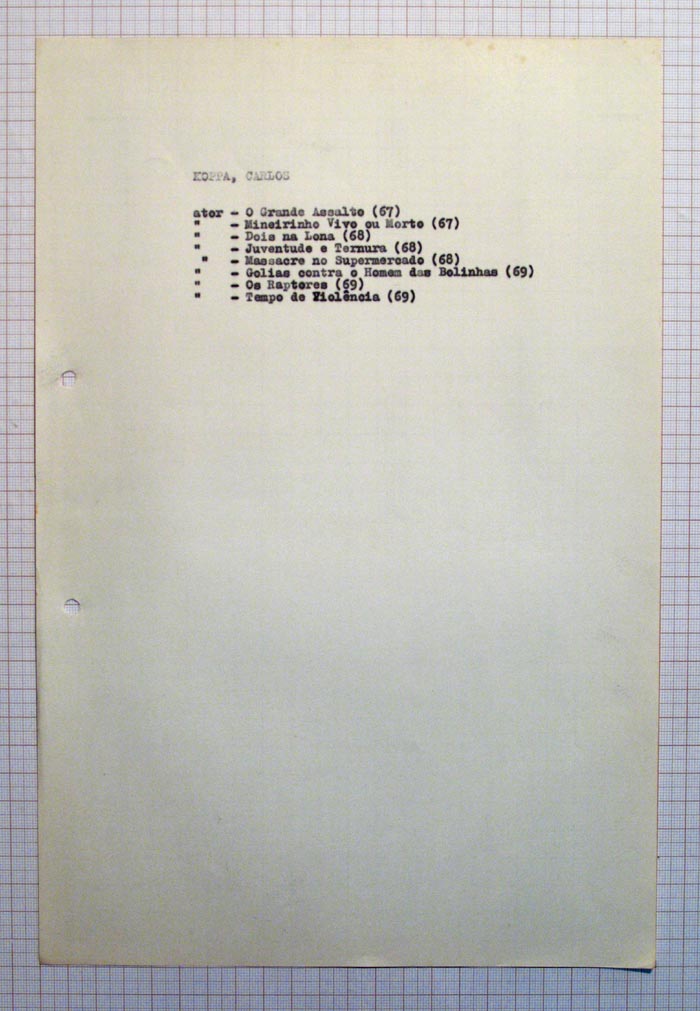 KOPPA, CARLOS
ator - O Grande Assalto (67)
" - Mineirinho Vivo ou Morto (67)
" - Dois na Lona (68)
" - Juventude e Ternura (68)
" - Massacre no Supermercado (68)
" - Golias contra o Homem das Bolinhas (69)
" - Os Raptores (69)
" - Tempo de Violência (69)